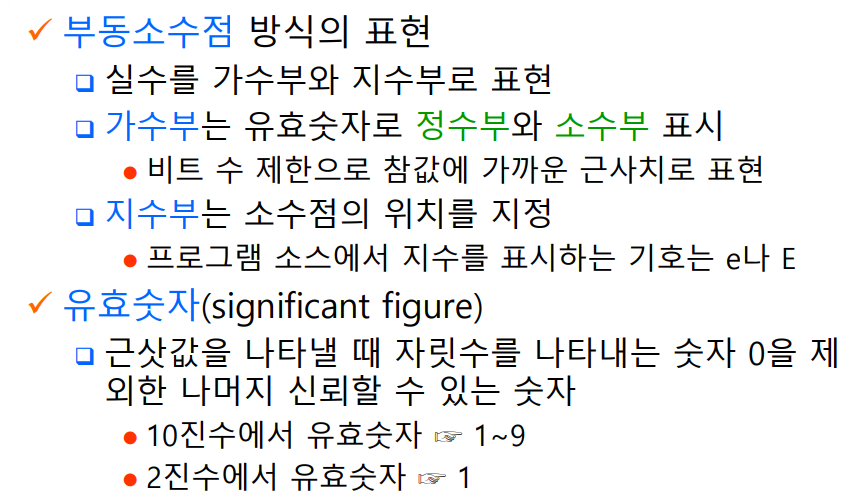 ✓ 부동소수점 방식의 표현
❑ 실수를 가수부와 지수부로 표현
❑ 가수부는 유효숫자로 정수부와 소수부 표시
● 비트 수 제한으로 참값에 가까운 근사치로 표현
❑ 지수부는 소수점의 위치를 지정
● 프로그램 소스에서 지수를 표시하는 기호는 e나 E
✓ 유효숫자(significant figure)
❑ 근삿값을 나타낼 때 자릿수를 나타내는 숫자 0을 제
외한 나머지 신뢰할 수 있는 숫자
● 10진수에서 유효숫자 ☞ 1~9
● 2진수에서 유효숫자 ☞ 1